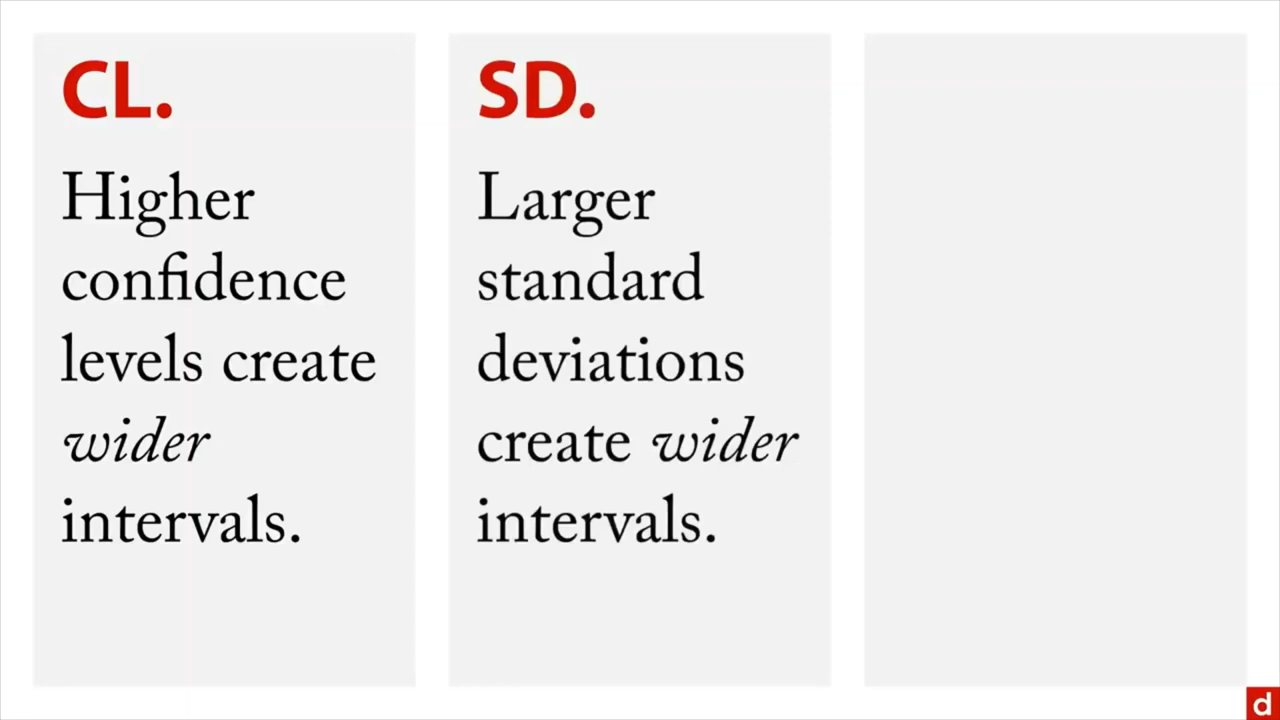 CL.
Higher
confidence
levels create
wider
intervals.
SD.
Larger
standard
deviations
create wider
intervals.
d